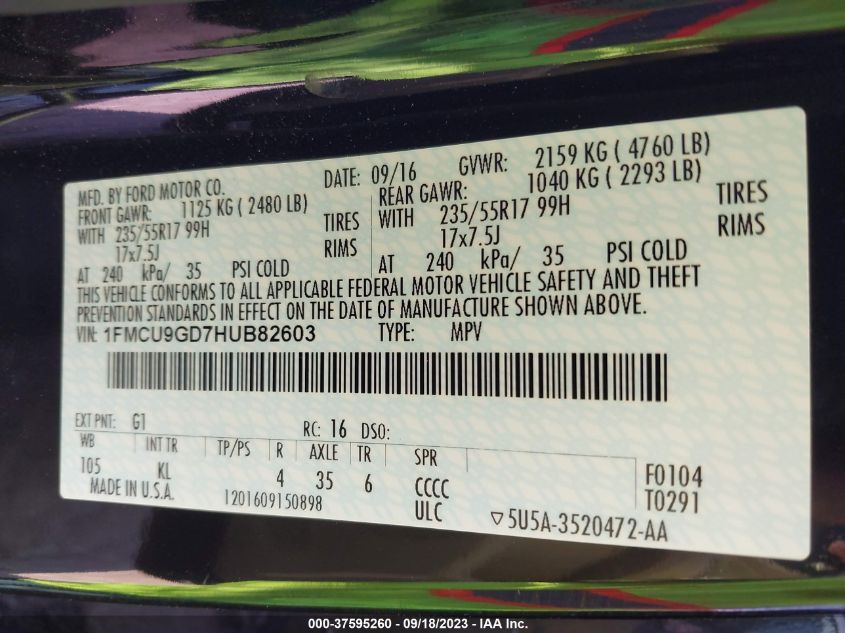 MFD. BY FORD MOTOR CO. DATE: 09/16 GVWR: 2159 KG ( 4760 LB)
FRONT GAWR: 1125 KG ( 2480 LB) REAR GAWR: 1040 KG ( 2293 LB)
WITH 235/55R17 99H TIRES WITH 235/55R17 99H TIRES
17x7.5J RIMS 17x7.5J RIMS
AT 240 kPa/ 35 PSI COLD AT 240 kPa/ 35 PSI COLD
THIS VEHICLE CONFORMS TO ALL APPLICABLE FEDERAL MOTOR VEHICLE SAFETY AND THEFT
PREVENTION STANDARDS IN EFFECT ON THE DATE OF MANUFACTURE SHOWN ABOVE.
VIN: 1FMCU9GD7HUB82603 TYPE: MPV
EXT PNT: G1 RC: 16 DSO:
WB INT TR TP/PS R AXLE TR SPR
105 KL 4 35 6 CCCC F0104
MADE IN U.S.A. 1201609150898 ULC T0291
▽5U5A-3520472-AA
000-37595260 - 09/18/2023 - IAA Inc.